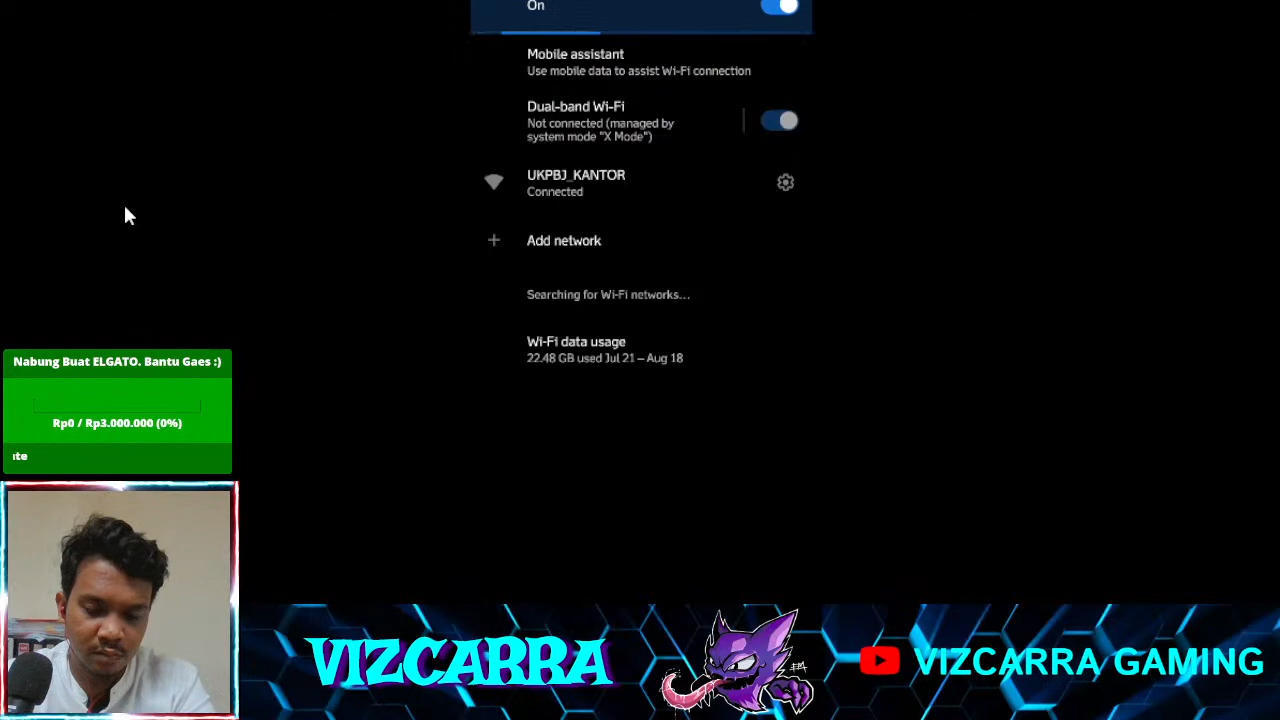 On
Mobile assistant
Use mobile data to assist Wi-Fi connection
Dual-band Wi-Fi
Not connected (managed by
system mode "X Mode")
UKPBJ_KANTOR
Connected
Add network
Searching for Wi-Fi networks…
Wi-Fi data usage
22.48 GB used Jul 21 – Aug 18
Nabung Buat ELGATO. Bantu Gaes :)
Rp0 / Rp3.000.000 (0%)
VIZCARRA
VIZCARRA GAMING